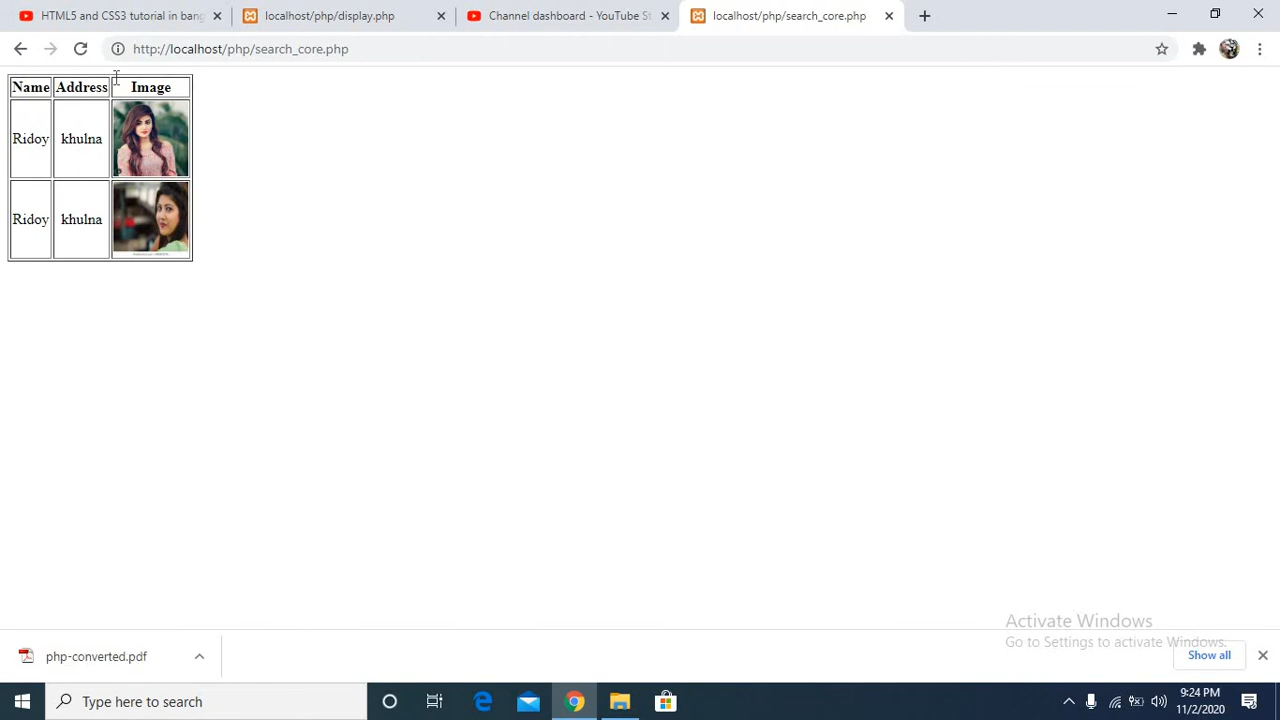 HTML5 and CSS3 tutorial in bang
localhost/php/display.php
Channel dashboard - YouTube St
localhost/php/search_core.php
http://localhost/php/search_core.php
Name Address Image
Ridoy khulna
Ridoy khulna
Activate Windows
Go to Settings to activate Windows.
php-converted.pdf
Show all
Type here to search
9:24 PM
11/2/2020